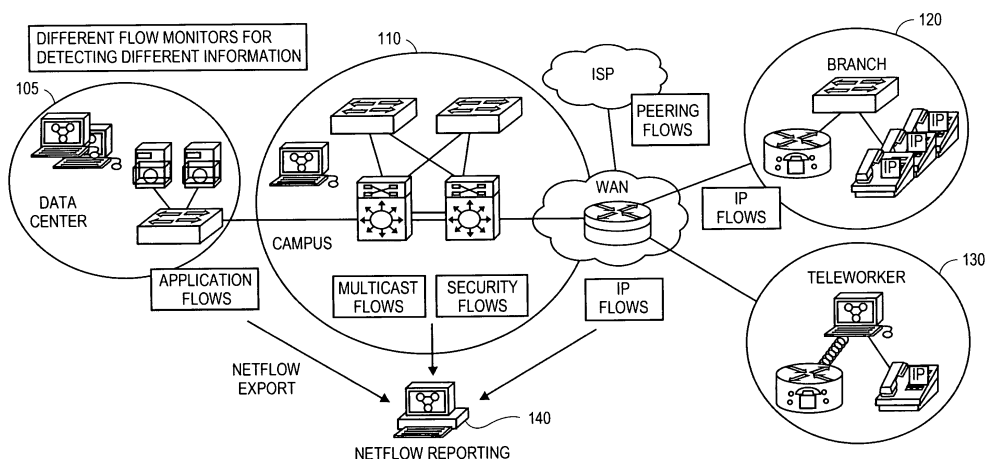 DIFFERENT FLOW MONITORS FOR
DETECTING DIFFERENT INFORMATION
105
DATA
CENTER
APPLICATION
FLOWS
110
CAMPUS
MULTICAST
FLOWS
SECURITY
FLOWS
ISP
PEERING
FLOWS
WAN
IP
FLOWS
IP
FLOWS
120
BRANCH
IP
IP
IP
130
TELEWORKER
IP
NETFLOW
EXPORT
140
NETFLOW REPORTING